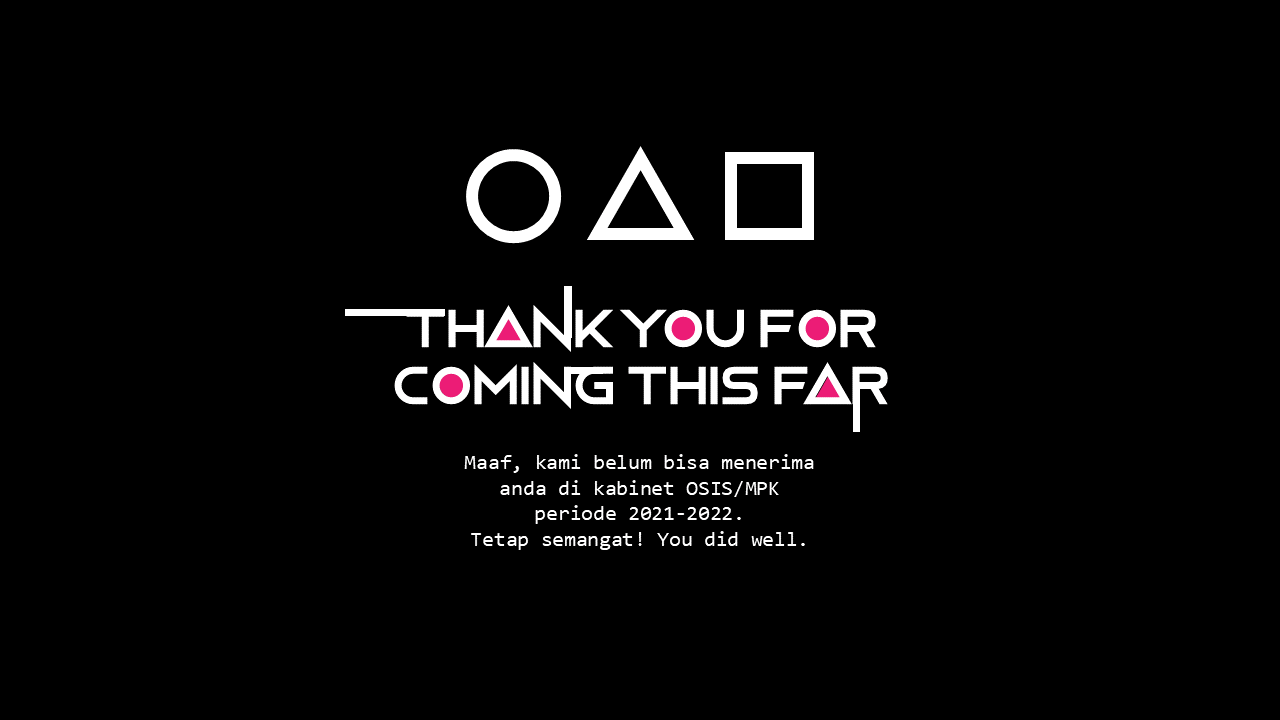 THANK YOU FOR
COMING THIS FAR
Maaf, kami belum bisa menerima
anda di kabinet OSIS/MPK
periode 2021-2022.
Tetap semangat! You did well.